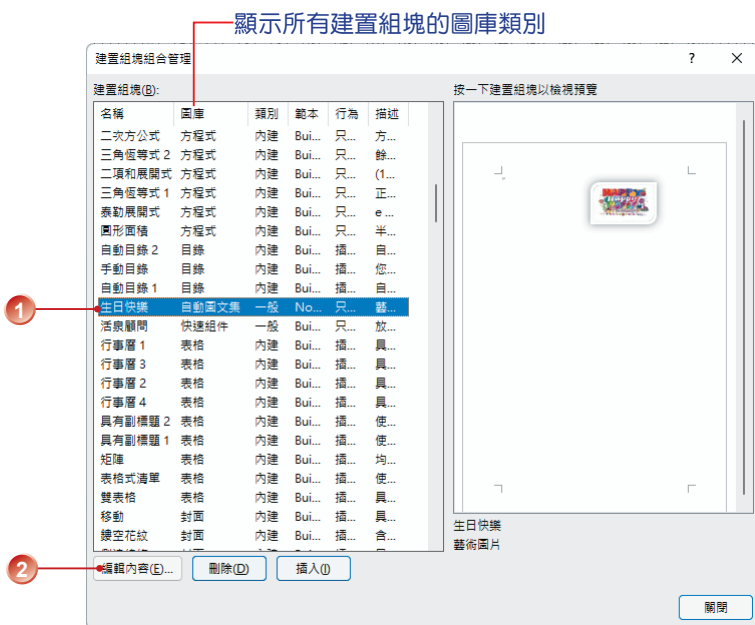 顯示所有建置組塊的圖庫類別
建置組塊組合管理 ? ×
建置組塊(B): 按一下建置組塊以檢視預覽
名稱 圖庫 類別 範本 行為 描述
二次方公式 方程式 內建 Bui... 只... 方...
三角恆等式 2 方程式 內建 Bui... 只... 餘...
二項和展開式 方程式 內建 Bui... 只... (1...
三角恆等式 1 方程式 內建 Bui... 只... 正...
泰勒展開式 方程式 內建 Bui... 只... e ...
圓形面積 方程式 內建 Bui... 只... 半...
自動目錄 2 目錄 內建 Bui... 插... 自...
手動目錄 目錄 內建 Bui... 插... 您...
自動目錄 1 目錄 內建 Bui... 插... 自...
1 生日快樂 自動圖文集 一般 No... 只... 藝...
活泉顧問 快速組件 一般 Bui... 只... 放...
行事曆 1 表格 內建 Bui... 插... 具...
行事曆 3 表格 內建 Bui... 插... 具...
行事曆 2 表格 內建 Bui... 插... 具...
行事曆 4 表格 內建 Bui... 插... 具...
具有副標題 2 表格 內建 Bui... 插... 使...
具有副標題 1 表格 內建 Bui... 插... 使...
矩陣 表格 內建 Bui... 插... 均...
表格式清單 表格 內建 Bui... 插... 使...
雙表格 表格 內建 Bui... 插... 具...
移動 封面 內建 Bui... 插... 具...
鏤空花紋 封面 內建 Bui... 插... 含...
生日快樂
藝術圖片
2 編輯內容(E)... 刪除(D) 插入(I)
關閉